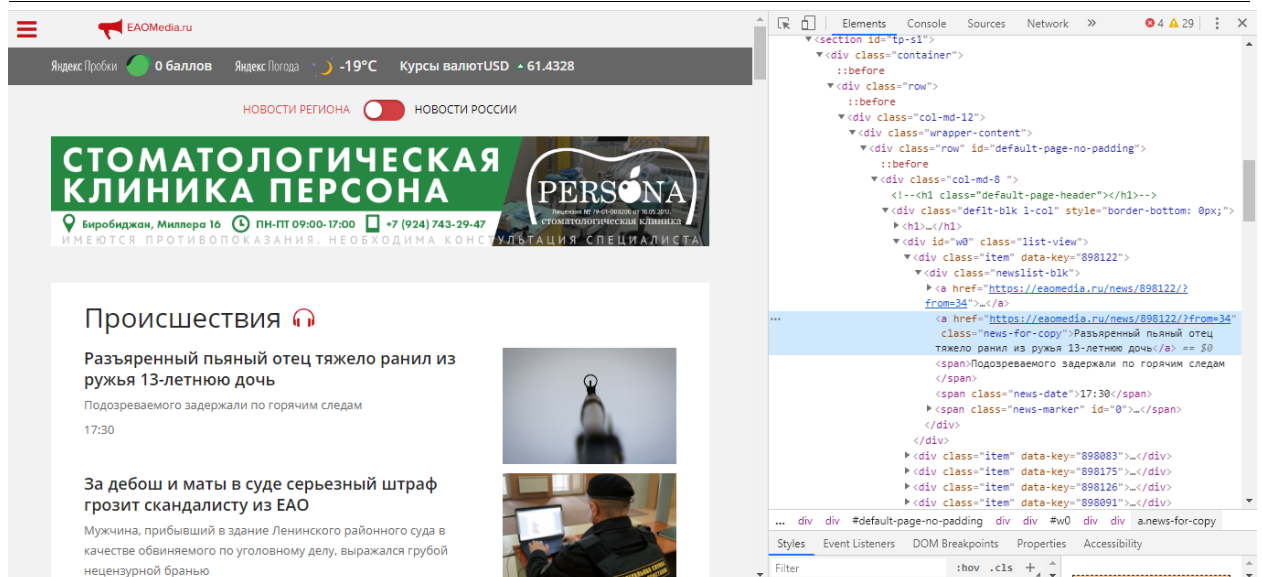 EAOMedia.ru
Яндекс Пробки 0 баллов Яндекс Погода -19°C Курсы валютUSD 61.4328
НОВОСТИ РЕГИОНА НОВОСТИ РОССИИ
СТОМАТОЛОГИЧЕСКАЯ
КЛИНИКА ПЕРСОНА
Биробиджан, Миллера 16 ПН-ПТ 09:00-17:00 +7 (924) 743-29-47
ИМЕЮТСЯ ПРОТИВОПОКАЗАНИЯ. НЕОБХОДИМА КОНСУЛЬТАЦИЯ СПЕЦИАЛИСТА
PERSONA
стоматологическая клиника
Происшествия
Разъяренный пьяный отец тяжело ранил из
ружья 13-летнюю дочь
Подозреваемого задержали по горячим следам
17:30
За дебош и маты в суде серьезный штраф
грозит скандалисту из ЕАО
Мужчина, прибывший в здание Ленинского районного суда в
качестве обвиняемого по уголовному делу, выражался грубой
нецензурной бранью
Elements Console Sources Network » 4 29
▼<section id="tp-s1">
▼<div class="container">
::before
▼<div class="row">
::before
▼<div class="col-md-12">
▼<div class="wrapper-content">
▼<div class="row" id="default-page-no-padding">
::before
▼<div class="col-md-8 ">
<!--<h1 class="default-page-header"></h1>-->
▼<div class="deflt-blk l-col" style="border-bottom: 0px;">
▶<h1>…</h1>
▼<div id="w0" class="list-view">
▼<div class="item" data-key="898122">
▼<div class="newslist-blk">
▶<a href="https://eaomedia.ru/news/898122/?
from=34">…</a>
<a href="https://eaomedia.ru/news/898122/?from=34"
class="news-for-copy">Разъяренный пьяный отец
тяжело ранил из ружья 13-летнюю дочь</a> == $0
<span>Подозреваемого задержали по горячим следам
</span>
<span class="news-date">17:30</span>
▶<span class="news-marker" id="0">…</span>
</div>
</div>
▶<div class="item" data-key="898083">…</div>
▶<div class="item" data-key="898175">…</div>
▶<div class="item" data-key="898126">…</div>
▶<div class="item" data-key="898091">…</div>
... div div #default-page-no-padding div div #w0 div div a.news-for-copy
Styles Event Listeners DOM Breakpoints Properties Accessibility
Filter :hov .cls +